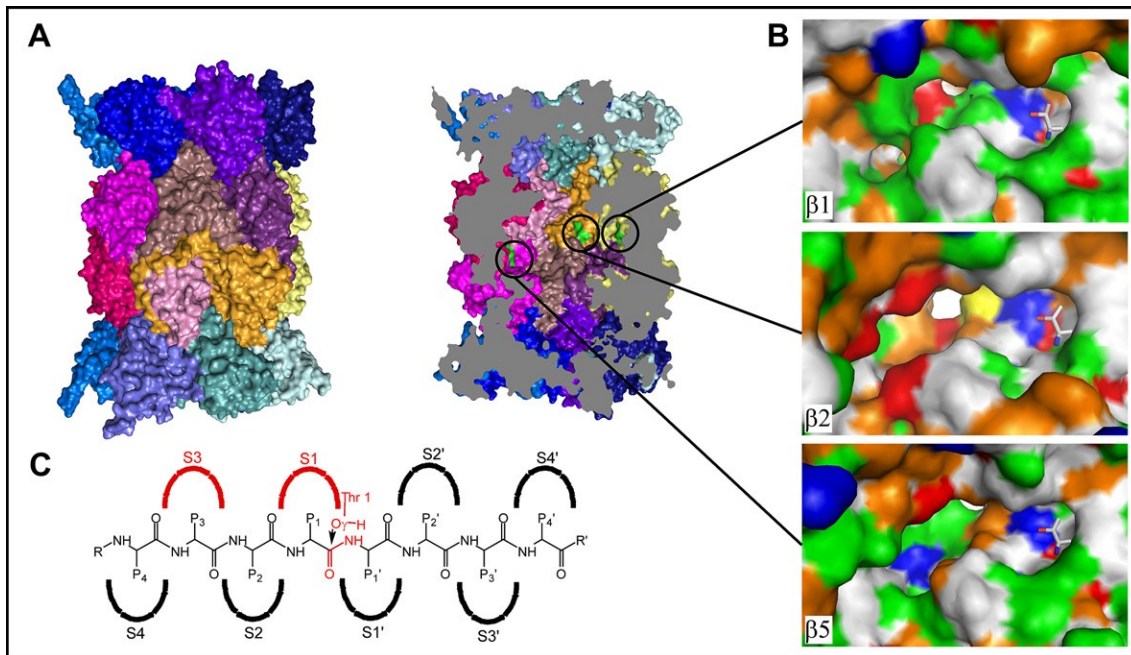 A
B
β1
β2
β5
C
S3 S1 S2' S4'
Thr 1
Oγ–H
P3 P1 P2' P4'
O O O O
R NH NH NH NH NH NH NH NH R'
O O O O
P4 P2 P1' P3'
S4 S2 S1' S3'